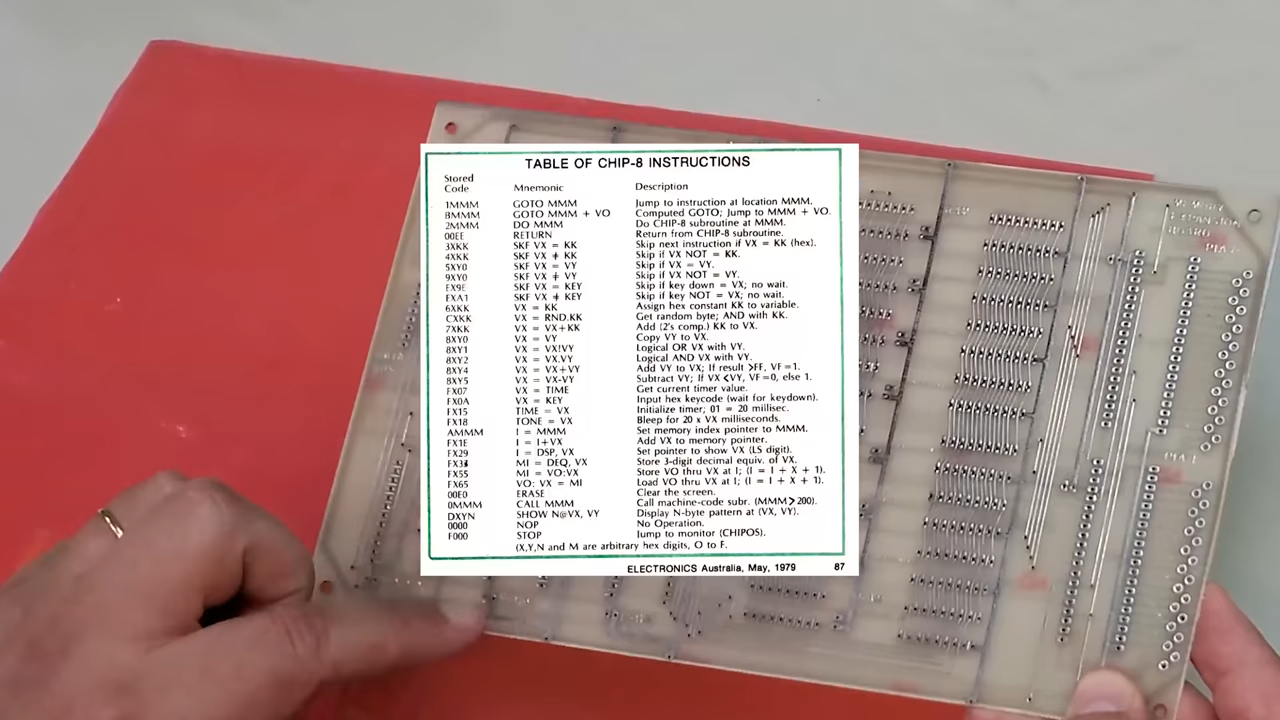 TABLE OF CHIP-8 INSTRUCTIONS
Stored
Code Mnemonic Description
1MMM GOTO MMM Jump to instruction at location MMM.
BMMM GOTO MMM + VO Computed GOTO; Jump to MMM + VO.
2MMM DO MMM Do CHIP-8 subroutine at MMM.
00EE RETURN Return from CHIP-8 subroutine.
3XKK SKF VX = KK Skip next instruction if VX = KK (hex).
4XKK SKF VX ≠ KK Skip if VX NOT = KK.
5XY0 SKF VX = VY Skip if VX = VY.
9XY0 SKF VX ≠ VY Skip if VX NOT = VY.
EX9E SKF VX = KEY Skip if key down = VX; no wait.
EXA1 SKF VX ≠ KEY Skip if key NOT = VX; no wait.
6XKK VX = KK Assign hex constant KK to variable.
CXKK VX = RND.KK Get random byte; AND with KK.
7XKK VX = VX+KK Add (2's comp.) KK to VX.
8XY0 VX = VY Copy VY to VX.
8XY1 VX = VX!VY Logical OR VX with VY.
8XY2 VX = VX.VY Logical AND VX with VY.
8XY4 VX = VX+VY Add VY to VX; If result >FF, VF=1.
8XY5 VX = VX-VY Subtract VY; If VX <VY, VF=0, else 1.
FX07 VX = TIME Get current timer value.
FX0A VX = KEY Input hex keycode (wait for keydown).
FX15 TIME = VX Initialize timer; 01 = 20 millisec.
FX18 TONE = VX Bleep for 20 x VX milliseconds.
AMMM I = MMM Set memory index pointer to MMM.
FX1E I = I+VX Add VX to memory pointer.
FX29 I = DSP, VX Set pointer to show VX (LS digit).
FX33 MI = DEQ, VX Store 3-digit decimal equiv. of VX.
FX55 MI = VO:VX Store VO thru VX at I; (I = I + X + 1).
FX65 VO: VX = MI Load VO thru VX at I; (I = I + X + 1).
00E0 ERASE Clear the screen.
0MMM CALL MMM Call machine-code subr. (MMM>200).
DXYN SHOW N@VX, VY Display N-byte pattern at (VX, VY).
0000 NOP No Operation.
F000 STOP Jump to monitor (CHIPOS).
(X,Y,N and M are arbitrary hex digits, O to F.
ELECTRONICS Australia, May, 1979 87